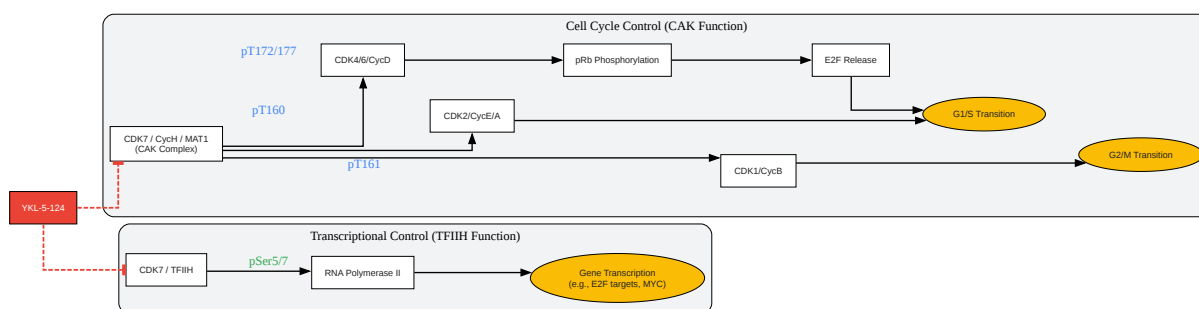 Cell Cycle Control (CAK Function)
pT172/177
CDK4/6/CycD
pRb Phosphorylation
E2F Release
pT160
CDK2/CycE/A
G1/S Transition
CDK7 / CycH / MAT1
(CAK Complex)
pT161
CDK1/CycB
G2/M Transition
YKL-5-124
Transcriptional Control (TFIIH Function)
CDK7 / TFIIH
pSer5/7
RNA Polymerase II
Gene Transcription
(e.g., E2F targets, MYC)